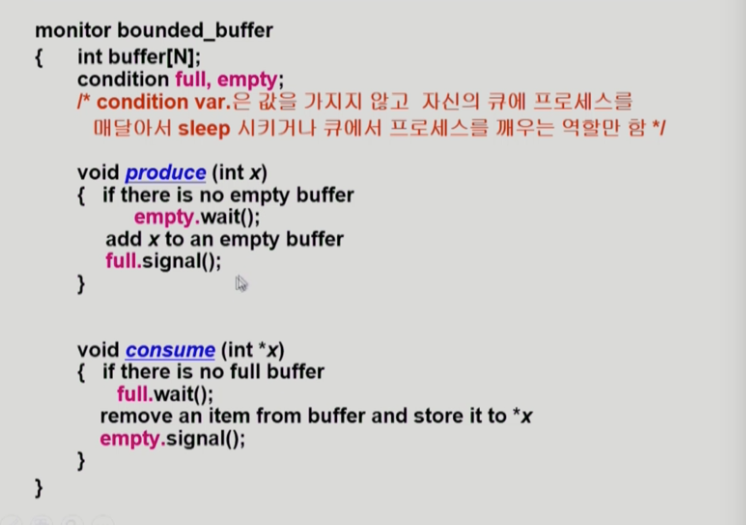 monitor bounded_buffer
{ int buffer[N];
condition full, empty;
/* condition var.은 값을 가지지 않고 자신의 큐에 프로세스를
매달아서 sleep 시키거나 큐에서 프로세스를 깨우는 역할만 함 */
void produce (int x)
{ if there is no empty buffer
empty.wait();
add x to an empty buffer
full.signal();
}
void consume (int *x)
{ if there is no full buffer
full.wait();
remove an item from buffer and store it to *x
empty.signal();
}
}